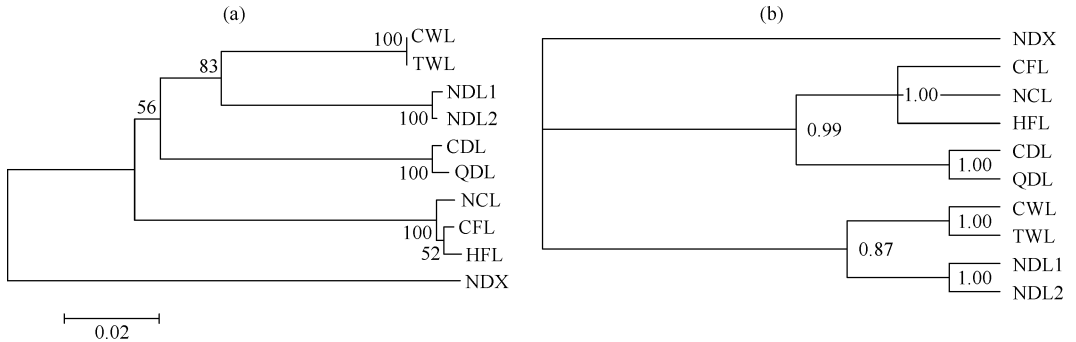 (a)
100 CWL
TWL
83
NDL1
100 NDL2
56
CDL
100 QDL
NCL
100 CFL
52 HFL
NDX
0.02
(b)
NDX
CFL
1.00 NCL
HFL
0.99
CDL
1.00
QDL
CWL
1.00
TWL
0.87
NDL1
1.00
NDL2